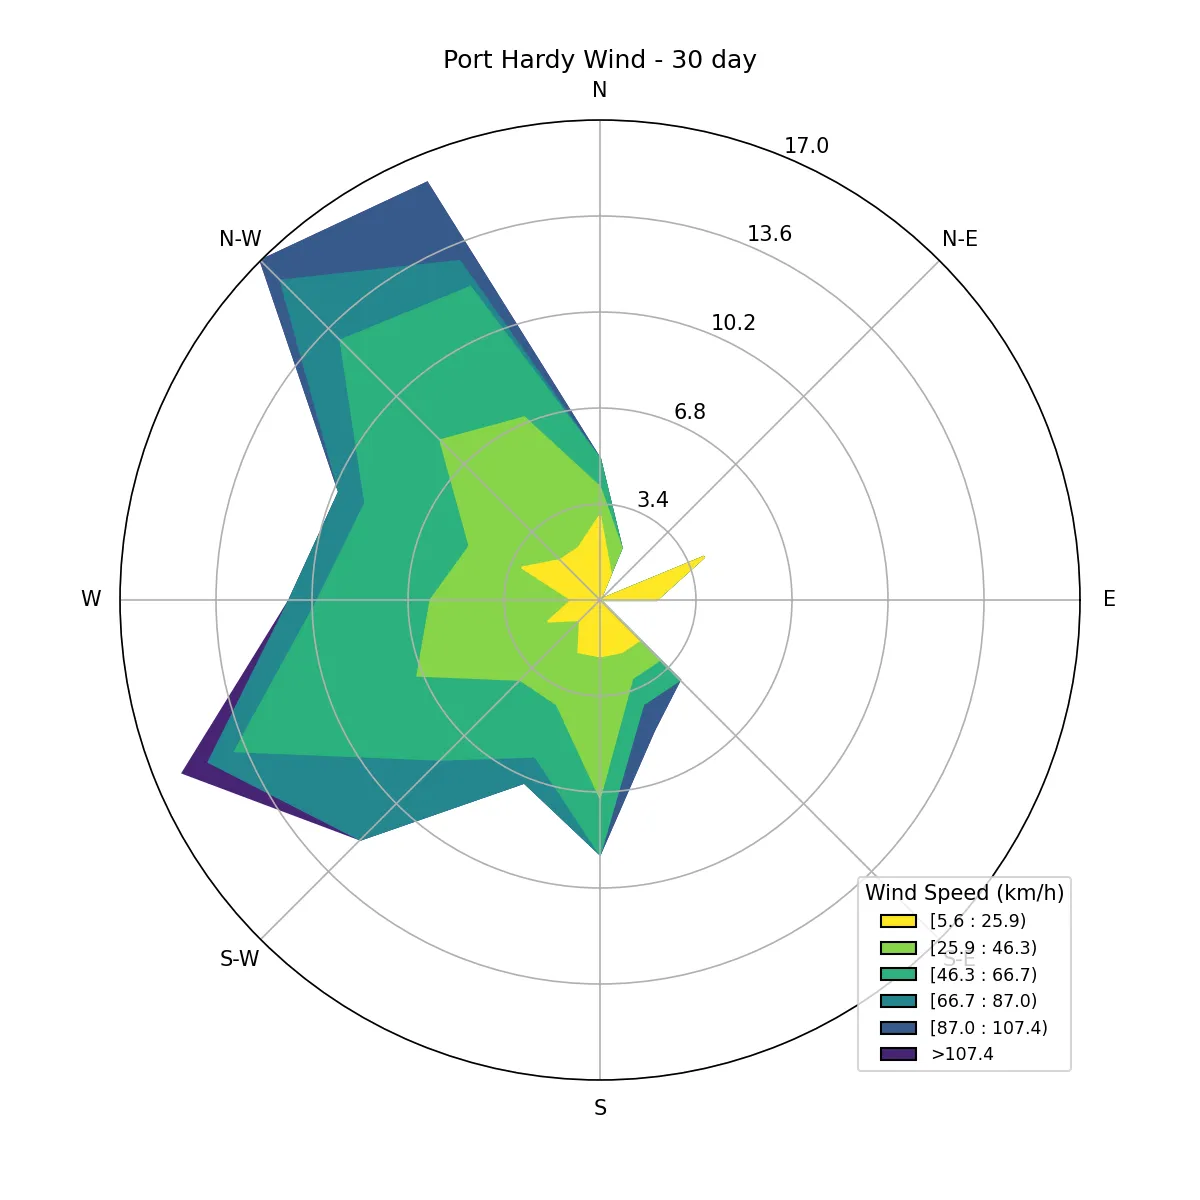 Port Hardy Wind - 30 day
N
17.0
N-W
13.6
N-E
10.2
6.8
3.4
W
E
Wind Speed (km/h)
[5.6 : 25.9)
[25.9 : 46.3)
S-W
S-E
[46.3 : 66.7)
[66.7 : 87.0)
[87.0 : 107.4)
>107.4
S